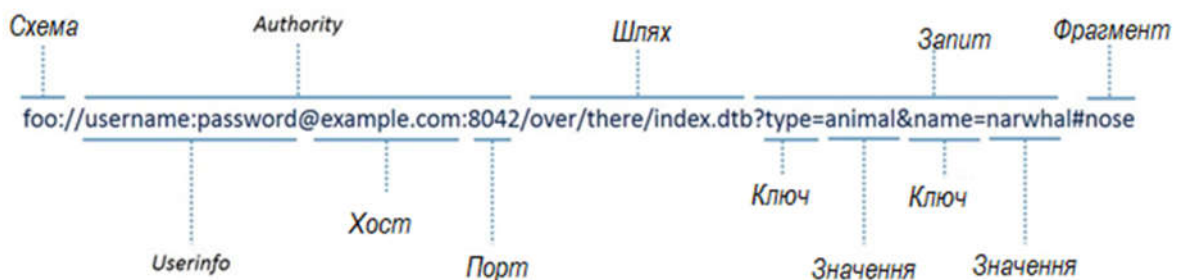 Схема Authority Шлях Запит Фрагмент
foo://username:password@example.com:8042/over/there/index.dtb?type=animal&name=narwhal#nose
Ключ Ключ
Хост
Userinfo Порт Значення Значення